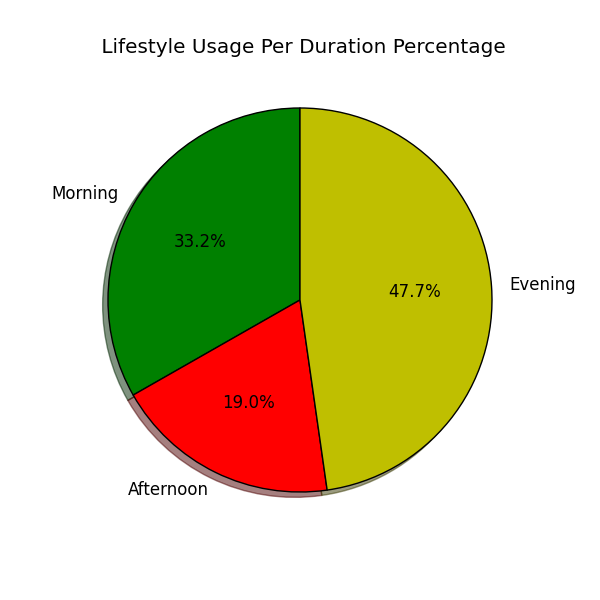 Lifestyle Usage Per Duration Percentage
Morning
33.2%
47.7%
Evening
19.0%
Afternoon